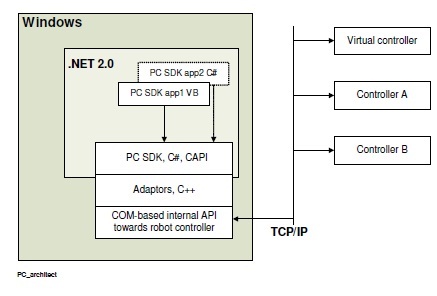 Windows
.NET 2.0
PC SDK app2 C#
PC SDK app1 VB
PC SDK, C#, CAPI
Adaptors, C++
COM-based internal API
towards robot controller
TCP/IP
Virtual controller
Controller A
Controller B
PC_architect